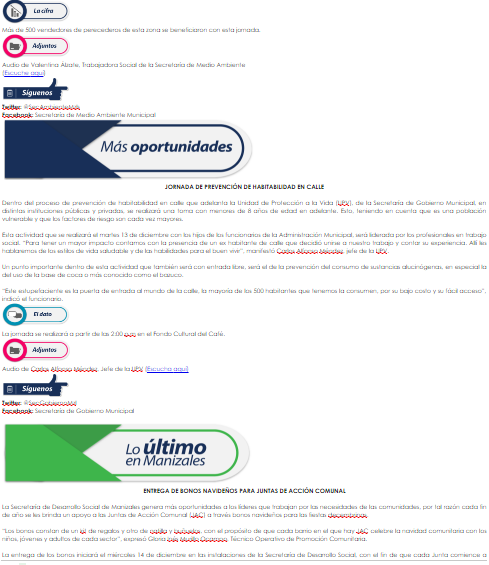 La cifra
Más de 500 vendedores de perecederos de esta zona se beneficiaron con esta jornada.
Adjuntos
Audio de Valentina Alzate, Trabajadora Social de la Secretaría de Medio Ambiente
(Escuche aquí)
Síguenos
Twitter: @SecAmbienteMzls
Facebook: Secretaría de Medio Ambiente Municipal
Más oportunidades
JORNADA DE PREVENCIÓN DE HABITABILIDAD EN CALLE
Dentro del proceso de prevención de habitabilidad en calle que adelanta la Unidad de Protección a la Vida (UPV), de la Secretaría de Gobierno Municipal, en
distintas instituciones públicas y privadas, se realizará una toma con menores de 8 años de edad en adelante. Esto, teniendo en cuenta que es una población
vulnerable y que los factores de riesgo son cada vez mayores.
Esta actividad que se realizará el martes 13 de diciembre con los hijos de los funcionarios de la Administración Municipal, será liderada por los profesionales en trabajo
social. "Para tener un mayor impacto contamos con la presencia de un ex habitante de calle que decidió unirse a nuestro trabajo y contar su experiencia. Allí les
hablaremos de los estilos de vida saludable y de las habilidades para el buen vivir", manifestó Carlos Alfonso Méndez, jefe de la UPV.
Un punto importante dentro de esta actividad que también será con entrada libre, será el de la prevención del consumo de sustancias alucinógenas, en especial la
del uso de la base de coca o más conocido como el bazuco.
"Este estupefaciente es la puerta de entrada al mundo de la calle, la mayoría de los 500 habitantes que tenemos la consumen, por su bajo costo y su fácil acceso",
indicó el funcionario.
El dato
La jornada se realizará a partir de las 2:00 p.m en el Fondo Cultural del Café.
Adjuntos
Audio de Carlos Alfonso Méndez, Jefe de la UPV (Escucha aquí)
Síguenos
Twitter: @SecGobiernoMzl
Facebook: Secretaría de Gobierno Municipal
Lo último
en Manizales
ENTREGA DE BONOS NAVIDEÑOS PARA JUNTAS DE ACCIÓN COMUNAL
La Secretaría de Desarrollo Social de Manizales genera más oportunidades a los líderes que trabajan por las necesidades de las comunidades, por tal razón cada fin
de año se les brinda un apoyo a las Juntas de Acción Comunal (JAC) a través bonos navideños para las fiestas decembrinas.
"Los bonos constan de un kit de regalos y otro de natilla y buñuelos, con el propósito de que cada barrio en el que hay JAC celebre la navidad comunitaria con los
niños, jóvenes y adultos de cada sector", expresó Gloria Inés Murillo Ocampo, Técnico Operativo de Promoción Comunitaria.
La entrega de los bonos iniciará el miércoles 14 de diciembre en las instalaciones de la Secretaría de Desarrollo Social, con el fin de que cada Junta comience a